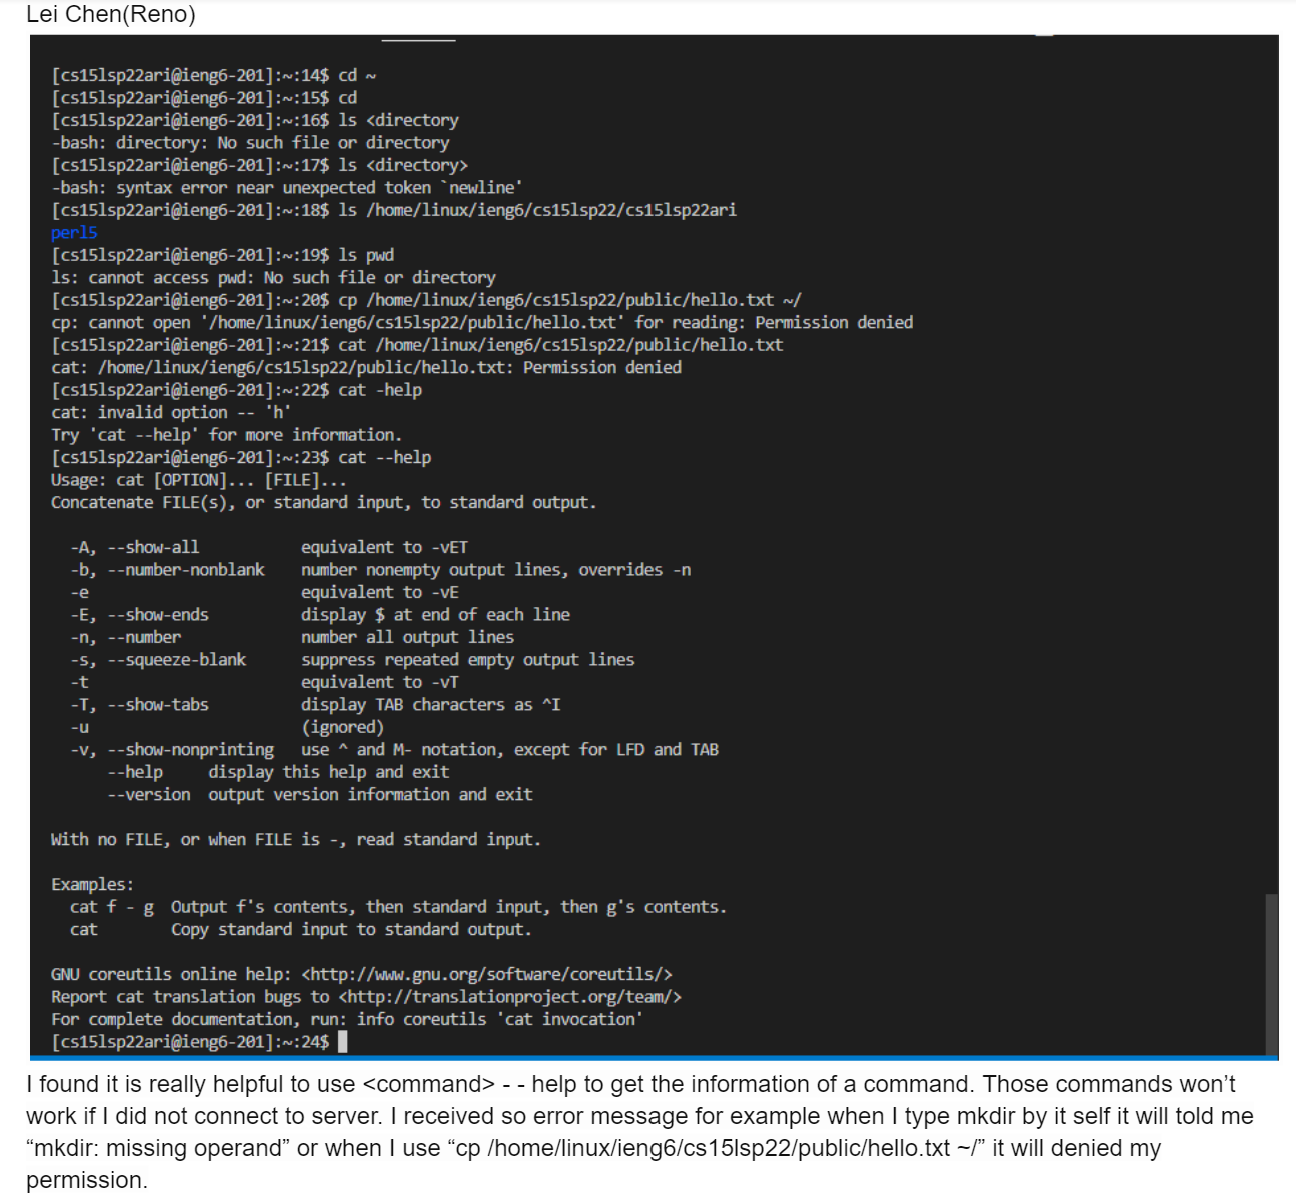 Lei Chen(Reno)
[cs15lsp22ari@ieng6-201]:~:14$ cd ~
[cs15lsp22ari@ieng6-201]:~:15$ cd
[cs15lsp22ari@ieng6-201]:~:16$ ls <directory
-bash: directory: No such file or directory
[cs15lsp22ari@ieng6-201]:~:17$ ls <directory>
-bash: syntax error near unexpected token `newline'
[cs15lsp22ari@ieng6-201]:~:18$ ls /home/linux/ieng6/cs15lsp22/cs15lsp22ari
perl5
[cs15lsp22ari@ieng6-201]:~:19$ ls pwd
ls: cannot access pwd: No such file or directory
[cs15lsp22ari@ieng6-201]:~:20$ cp /home/linux/ieng6/cs15lsp22/public/hello.txt ~/
cp: cannot open '/home/linux/ieng6/cs15lsp22/public/hello.txt' for reading: Permission denied
[cs15lsp22ari@ieng6-201]:~:21$ cat /home/linux/ieng6/cs15lsp22/public/hello.txt
cat: /home/linux/ieng6/cs15lsp22/public/hello.txt: Permission denied
[cs15lsp22ari@ieng6-201]:~:22$ cat -help
cat: invalid option -- 'h'
Try 'cat --help' for more information.
[cs15lsp22ari@ieng6-201]:~:23$ cat --help
Usage: cat [OPTION]... [FILE]...
Concatenate FILE(s), or standard input, to standard output.
-A, --show-all equivalent to -vET
-b, --number-nonblank number nonempty output lines, overrides -n
-e equivalent to -vE
-E, --show-ends display $ at end of each line
-n, --number number all output lines
-s, --squeeze-blank suppress repeated empty output lines
-t equivalent to -vT
-T, --show-tabs display TAB characters as ^I
-u (ignored)
-v, --show-nonprinting use ^ and M- notation, except for LFD and TAB
--help display this help and exit
--version output version information and exit
With no FILE, or when FILE is -, read standard input.
Examples:
cat f - g Output f's contents, then standard input, then g's contents.
cat Copy standard input to standard output.
GNU coreutils online help: <http://www.gnu.org/software/coreutils/>
Report cat translation bugs to <http://translationproject.org/team/>
For complete documentation, run: info coreutils 'cat invocation'
[cs15lsp22ari@ieng6-201]:~:24$
I found it is really helpful to use <command> - - help to get the information of a command. Those commands won’t
work if I did not connect to server. I received so error message for example when I type mkdir by it self it will told me
“mkdir: missing operand” or when I use “cp /home/linux/ieng6/cs15lsp22/public/hello.txt ~/” it will denied my
permission.